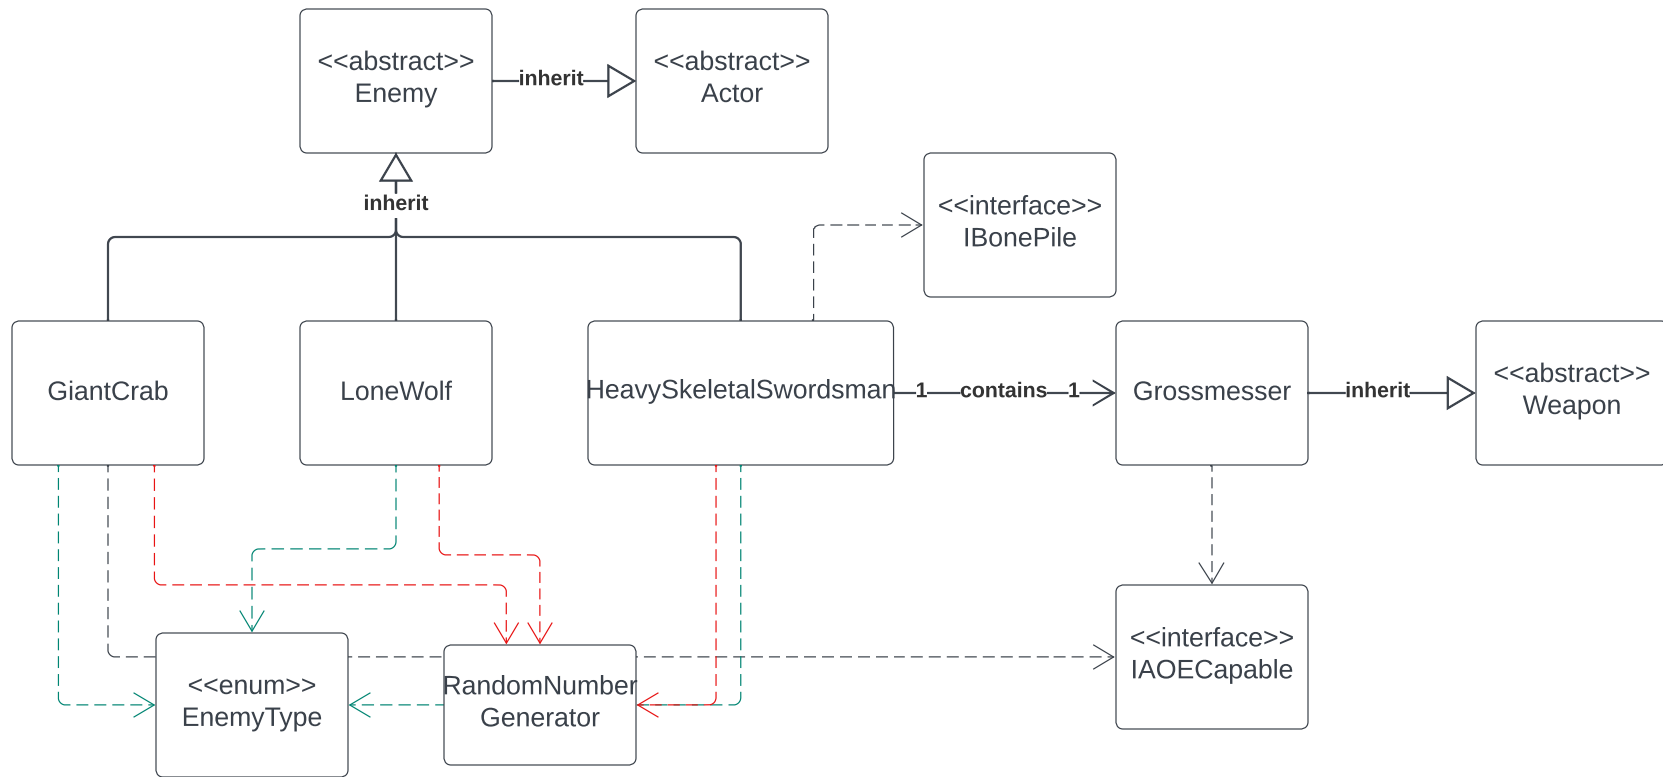 <<abstract>>
Enemy
inherit
<<abstract>>
Actor
inherit
<<interface>>
IBonePile
GiantCrab
LoneWolf
HeavySkeletalSwordsman
1
contains
1
Grossmesser
inherit
<<abstract>>
Weapon
<<enum>>
EnemyType
RandomNumber
Generator
<<interface>>
IAOECapable